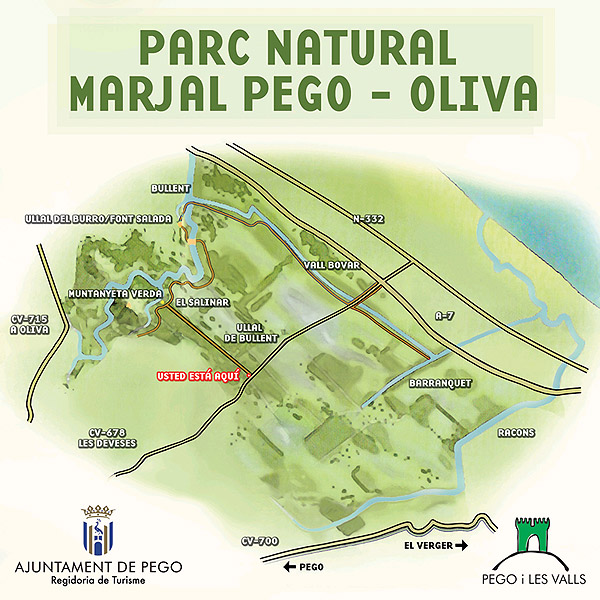 PARC NATURAL
MARJAL PEGO - OLIVA
BULLENT
ULLAL DEL BURRO/FONT SALADA
N-332
VALL BOVAR
MUNTANYETA VERDA
EL SALINAR
CV-715
A OLIVA
A-7
ULLAL
DE BULLENT
USTED ESTÁ AQUÍ
BARRANQUET
CV-678
LES DEVESES
RACONS
CV-700
EL VERGER →
← PEGO
AJUNTAMENT DE PEGO
Regidoria de Turisme
PEGO i LES VALLS